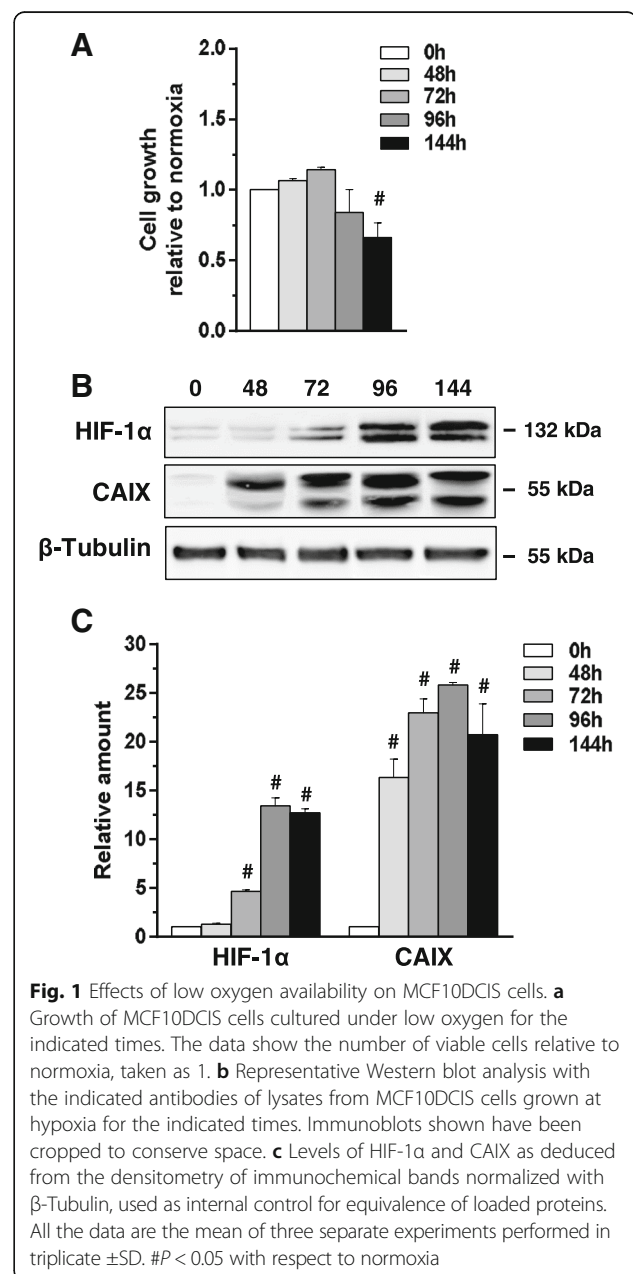 A
2.0
1.5
1.0
0.5
0.0
Cell growth
relative to normoxia
#
0h
48h
72h
96h
144h
B
0 48 72 96 144
HIF-1α – 132 kDa
CAIX – 55 kDa
β-Tubulin – 55 kDa
C
30
25
20
15
10
5
0
Relative amount
# # #
# # # #
HIF-1α CAIX
0h
48h
72h
96h
144h
Fig. 1 Effects of low oxygen availability on MCF10DCIS cells. a
Growth of MCF10DCIS cells cultured under low oxygen for the
indicated times. The data show the number of viable cells relative to
normoxia, taken as 1. b Representative Western blot analysis with
the indicated antibodies of lysates from MCF10DCIS cells grown at
hypoxia for the indicated times. Immunoblots shown have been
cropped to conserve space. c Levels of HIF-1α and CAIX as deduced
from the densitometry of immunochemical bands normalized with
β-Tubulin, used as internal control for equivalence of loaded proteins.
All the data are the mean of three separate experiments performed in
triplicate ±SD. #P < 0.05 with respect to normoxia